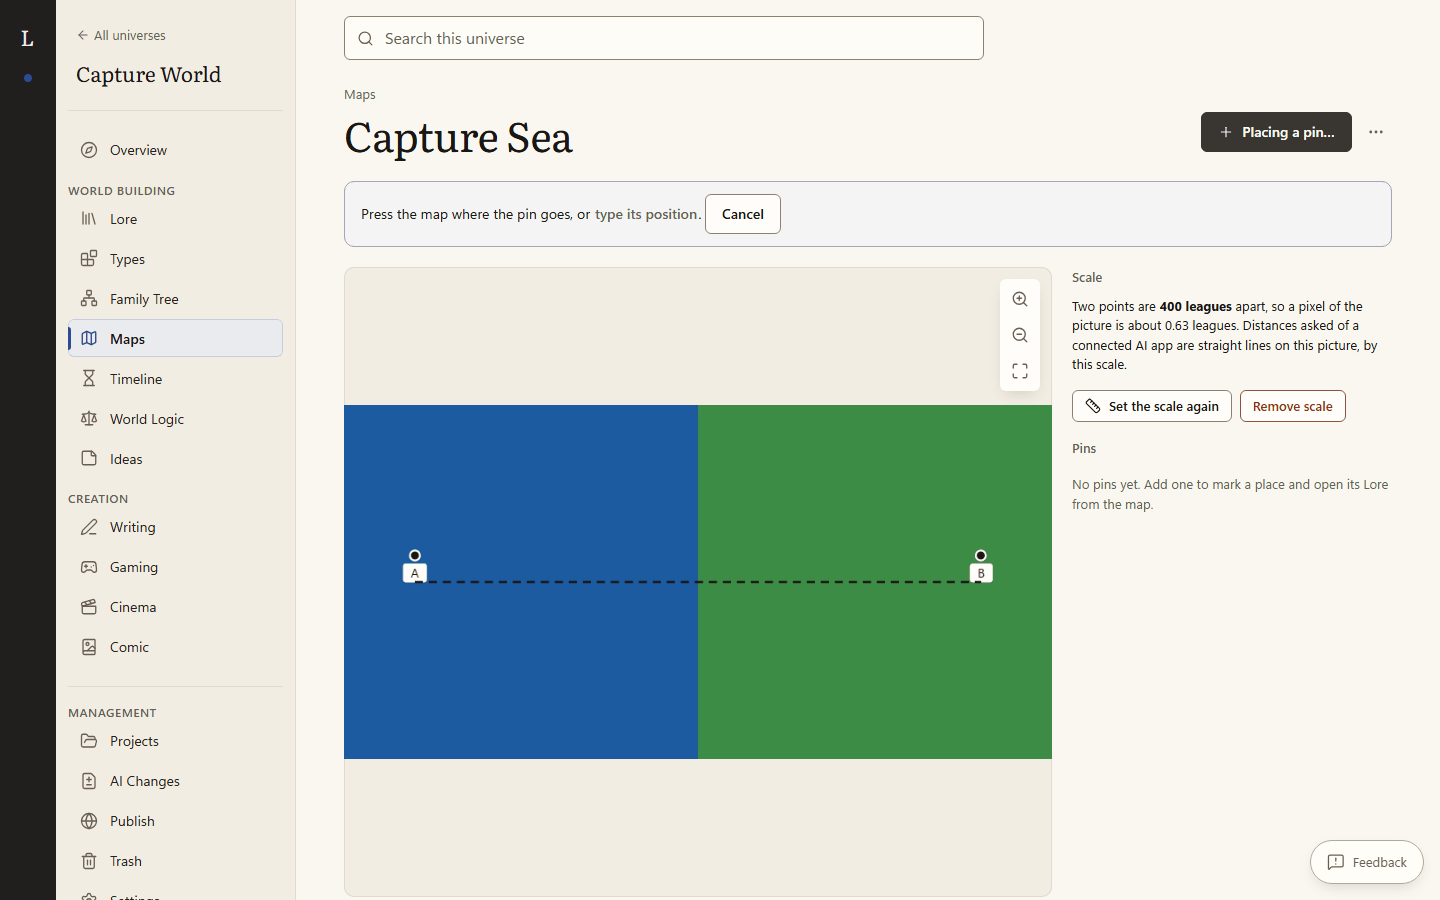 L
All universes
Capture World
Overview
WORLD BUILDING
Lore
Types
Family Tree
Maps
Timeline
World Logic
Ideas
CREATION
Writing
Gaming
Cinema
Comic
MANAGEMENT
Projects
AI Changes
Publish
Trash
Settings
Search this universe
Maps
Capture Sea
Placing a pin...
Press the map where the pin goes, or type its position. Cancel
A
B
Scale
Two points are 400 leagues apart, so a pixel of the
picture is about 0.63 leagues. Distances asked of a
connected AI app are straight lines on this picture, by
this scale.
Set the scale again
Remove scale
Pins
No pins yet. Add one to mark a place and open its Lore
from the map.
Feedback